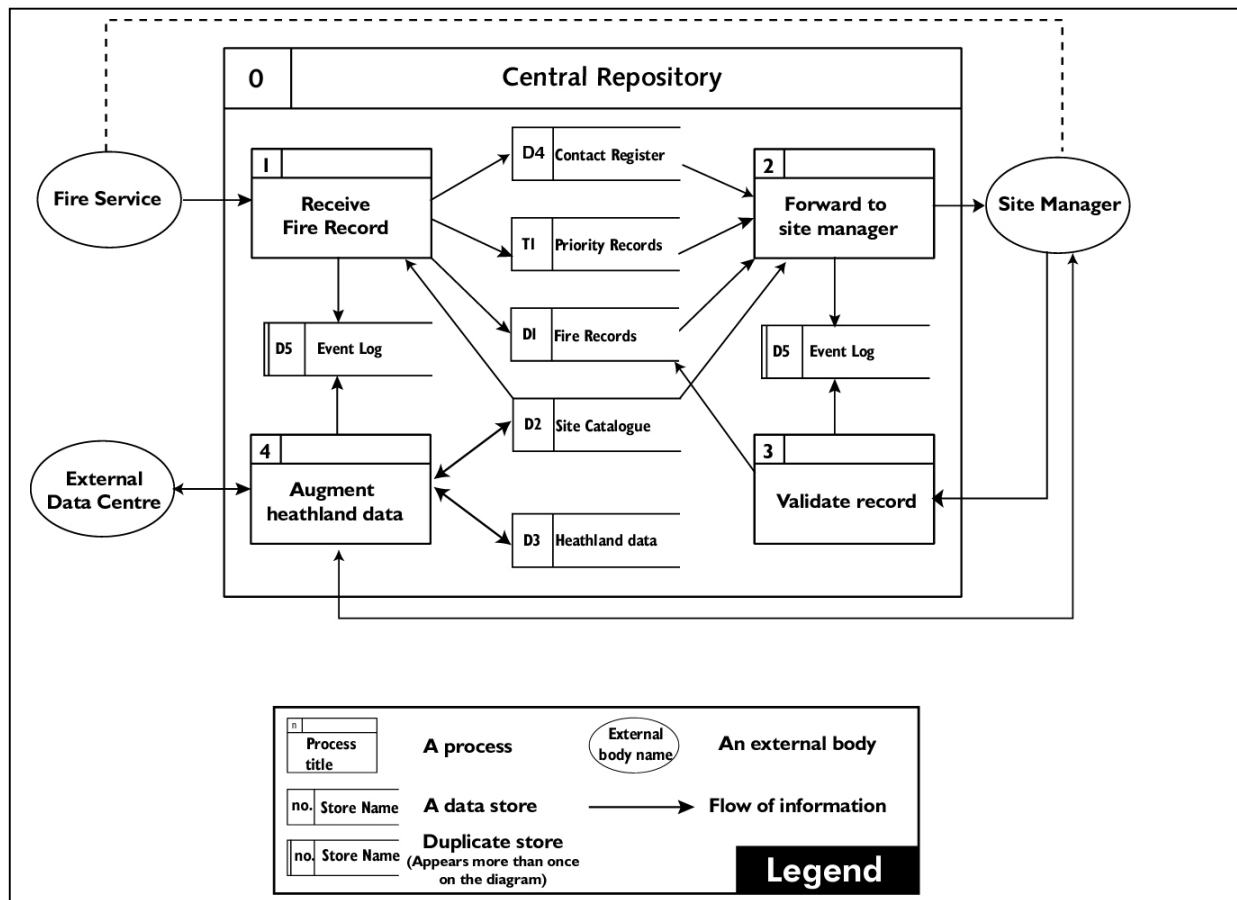 0
Central Repository
1
Receive
Fire Record
D4 Contact Register
2
Forward to
site manager
Fire Service
Site Manager
T1 Priority Records
D1 Fire Records
D5 Event Log
D5 Event Log
D2 Site Catalogue
4
Augment
heathland data
3
Validate record
External
Data Centre
D3 Heathland data
n
Process
title
A process
External
body name
An external body
no. Store Name
A data store
Flow of information
no. Store Name
Duplicate store
(Appears more than once
on the diagram)
Legend